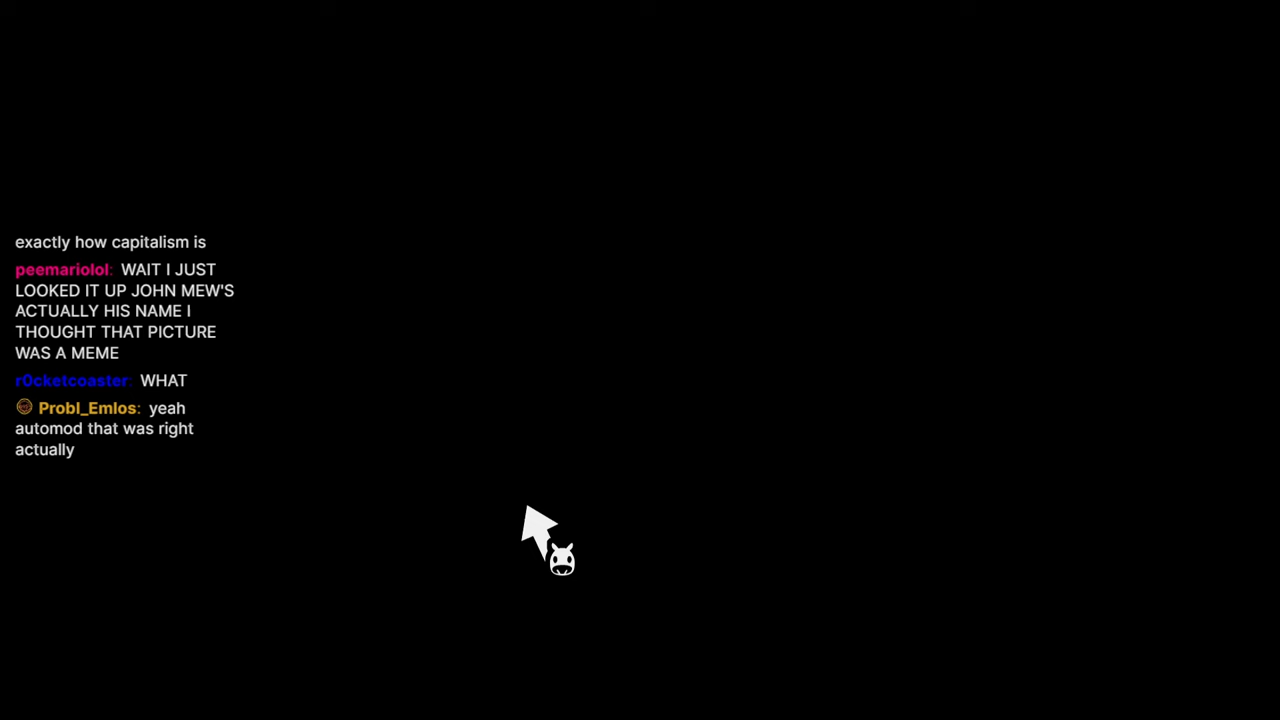 exactly how capitalism is
peemariolol: WAIT I JUST
LOOKED IT UP JOHN MEW'S
ACTUALLY HIS NAME I
THOUGHT THAT PICTURE
WAS A MEME
r0cketcoaster: WHAT
Probl_Emlos: yeah
automod that was right
actually